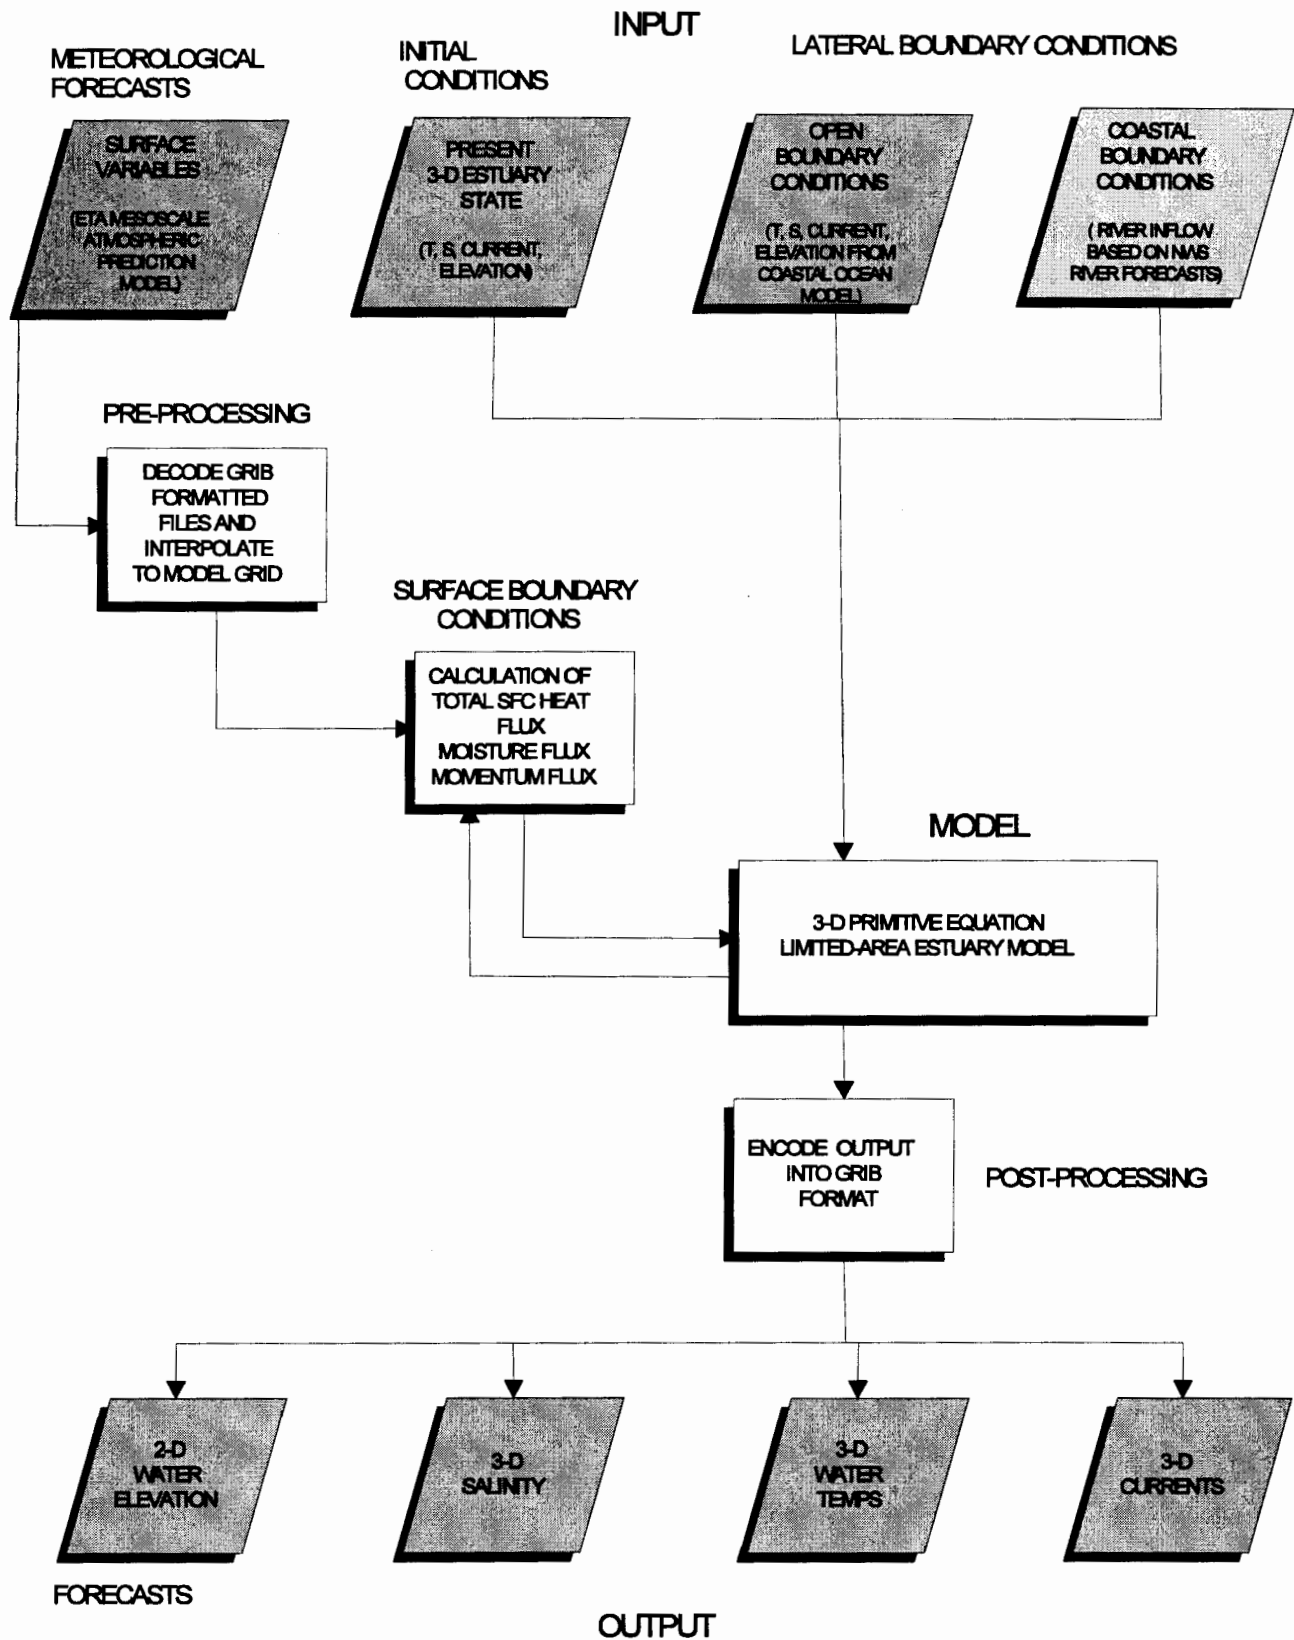 INPUT
METEOROLOGICAL
FORECASTS
INITIAL
CONDITIONS
LATERAL BOUNDARY CONDITIONS
SURFACE
VARIABLES
(ETA MESOSCALE
ATMOSPHERIC
PREDICTION
MODEL)
PRESENT
3-D ESTUARY
STATE
(T, S, CURRENT,
ELEVATION)
OPEN
BOUNDARY
CONDITIONS
(T, S, CURRENT,
ELEVATION FROM
COASTAL OCEAN
MODEL)
COASTAL
BOUNDARY
CONDITIONS
( RIVER INFLOW
BASED ON NWS
RIVER FORECASTS)
PRE-PROCESSING
DECODE GRIB
FORMATTED
FILES AND
INTERPOLATE
TO MODEL GRID
SURFACE BOUNDARY
CONDITIONS
CALCULATION OF
TOTAL SFC HEAT
FLUX
MOISTURE FLUX
MOMENTUM FLUX
MODEL
3-D PRIMITIVE EQUATION
LIMITED-AREA ESTUARY MODEL
ENCODE OUTPUT
INTO GRIB
FORMAT
POST-PROCESSING
2-D
WATER
ELEVATION
3-D
SALINITY
3-D
WATER
TEMPS
3-D
CURRENTS
FORECASTS
OUTPUT